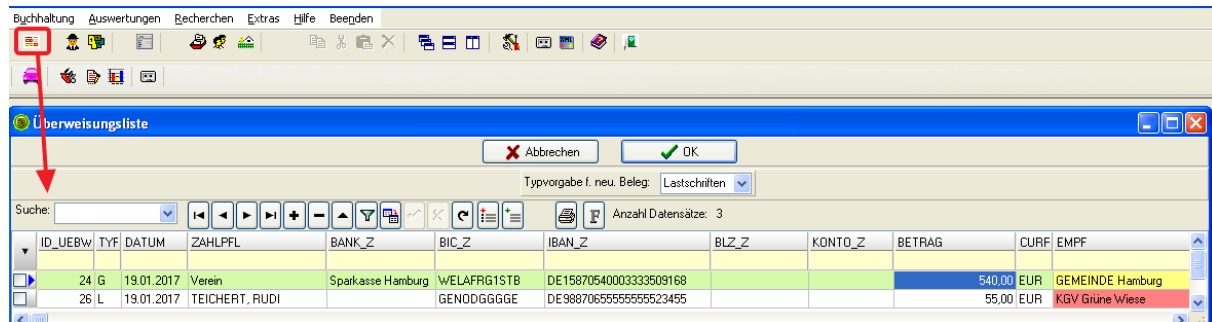 Buchhaltung Auswertungen Recherchen Extras Hilfe Beenden
Überweisungsliste
Abbrechen OK
Typvorgabe f. neu. Beleg: Lastschriften
Suche: F Anzahl Datensätze: 3
ID_UEBW TYF DATUM ZAHLPFL BANK_Z BIC_Z IBAN_Z BLZ_Z KONTO_Z BETRAG CURF EMPF
24 G 19.01.2017 Verein Sparkasse Hamburg WELAFRG1STB DE15870540003333509168 540,00 EUR GEMEINDE Hamburg
26 L 19.01.2017 TEICHERT, RUDI GENODGGGGE DE98870655555555523455 55,00 EUR KGV Grüne Wiese